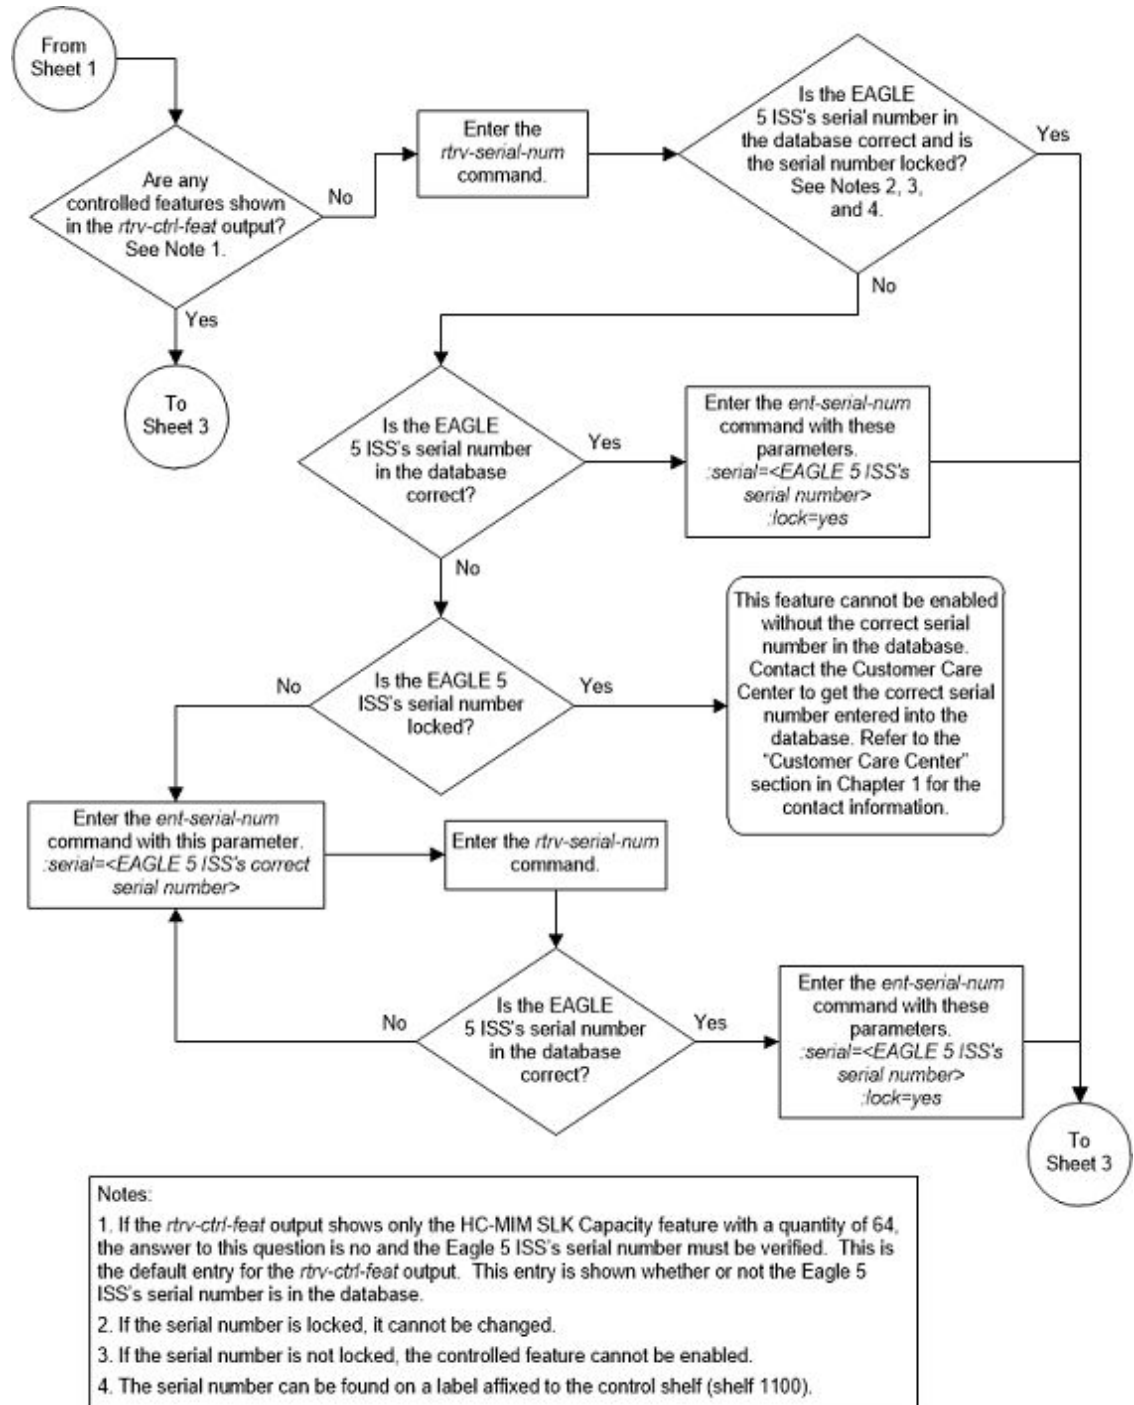 From
Sheet 1
Are any
controlled features shown
in the rtrv-ctrl-feat output?
See Note 1.
No
Yes
To
Sheet 3
Enter the
rtrv-serial-num
command.
Is the EAGLE
5 ISS's serial number in
the database correct and is
the serial number locked?
See Notes 2, 3,
and 4.
Yes
No
Is the EAGLE
5 ISS's serial number
in the database
correct?
Yes
No
Enter the ent-serial-num
command with these
parameters.
:serial=<EAGLE 5 ISS's
serial number>
:lock=yes
Is the EAGLE 5
ISS's serial number
locked?
No
Yes
This feature cannot be enabled
without the correct serial
number in the database.
Contact the Customer Care
Center to get the correct serial
number entered into the
database. Refer to the
"Customer Care Center"
section in Chapter 1 for the
contact information.
Enter the ent-serial-num
command with this parameter.
:serial=<EAGLE 5 ISS's correct
serial number>
Enter the rtrv-serial-num
command.
Is the EAGLE
5 ISS's serial number
in the database
correct?
No
Yes
Enter the ent-serial-num
command with these
parameters.
:serial=<EAGLE 5 ISS's
serial number>
:lock=yes
To
Sheet 3
Notes:
1. If the rtrv-ctrl-feat output shows only the HC-MIM SLK Capacity feature with a quantity of 64,
the answer to this question is no and the Eagle 5 ISS's serial number must be verified. This is
the default entry for the rtrv-ctrl-feat output. This entry is shown whether or not the Eagle 5
ISS's serial number is in the database.
2. If the serial number is locked, it cannot be changed.
3. If the serial number is not locked, the controlled feature cannot be enabled.
4. The serial number can be found on a label affixed to the control shelf (shelf 1100).